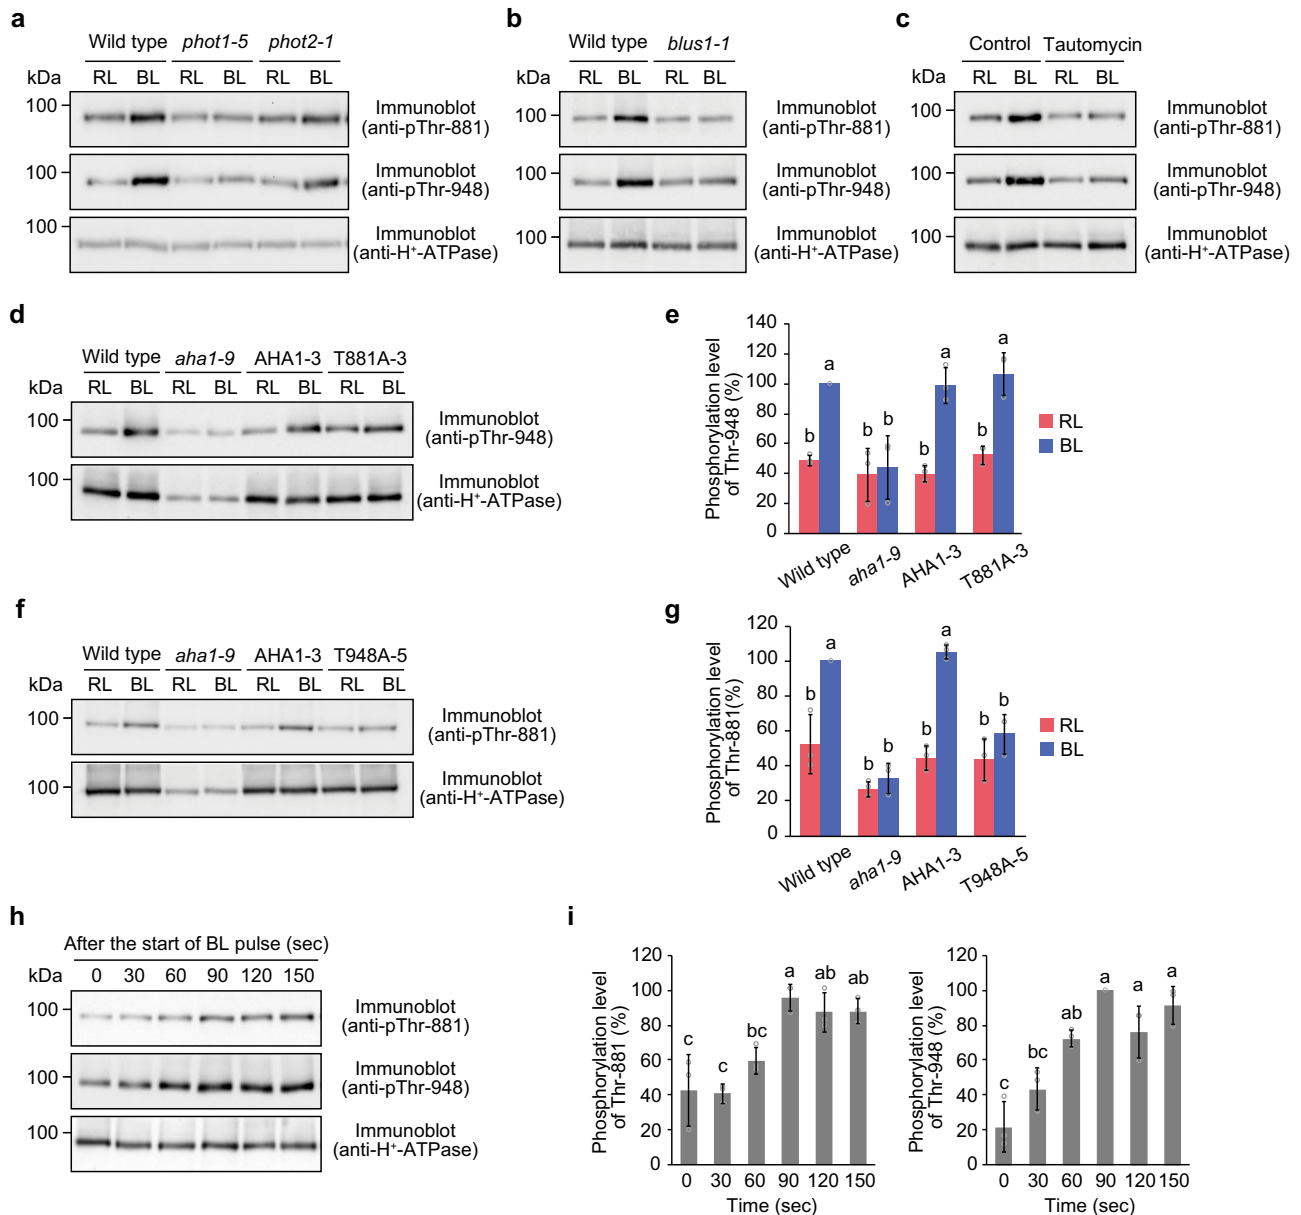 a
Wild type phot1-5 phot2-1
kDa RL BL RL BL RL BL
100
Immunoblot
(anti-pThr-881)
100
Immunoblot
(anti-pThr-948)
100
Immunoblot
(anti-H⁺-ATPase)
b
Wild type blus1-1
kDa RL BL RL BL
100
Immunoblot
(anti-pThr-881)
100
Immunoblot
(anti-pThr-948)
100
Immunoblot
(anti-H⁺-ATPase)
c
Control Tautomycin
kDa RL BL RL BL
100
Immunoblot
(anti-pThr-881)
100
Immunoblot
(anti-pThr-948)
100
Immunoblot
(anti-H⁺-ATPase)
d
Wild type aha1-9 AHA1-3 T881A-3
kDa RL BL RL BL RL BL RL BL
100
Immunoblot
(anti-pThr-948)
100
Immunoblot
(anti-H⁺-ATPase)
e
Phosphorylation level
of Thr-948 (%)
140
120
100
80
60
40
20
0
b a b b b a b a
Wild type aha1-9 AHA1-3 T881A-3
RL
BL
f
Wild type aha1-9 AHA1-3 T948A-5
kDa RL BL RL BL RL BL RL BL
100
Immunoblot
(anti-pThr-881)
100
Immunoblot
(anti-H⁺-ATPase)
g
Phosphorylation level
of Thr-881(%)
120
100
80
60
40
20
0
b a b b b a b b
Wild type aha1-9 AHA1-3 T948A-5
RL
BL
h
After the start of BL pulse (sec)
kDa 0 30 60 90 120 150
100
Immunoblot
(anti-pThr-881)
100
Immunoblot
(anti-pThr-948)
100
Immunoblot
(anti-H⁺-ATPase)
i
Phosphorylation level
of Thr-881 (%)
120
100
80
60
40
20
0
c c bc a ab ab
0 30 60 90 120 150
Time (sec)
Phosphorylation level
of Thr-948 (%)
120
100
80
60
40
20
0
c bc ab a a a
0 30 60 90 120 150
Time (sec)